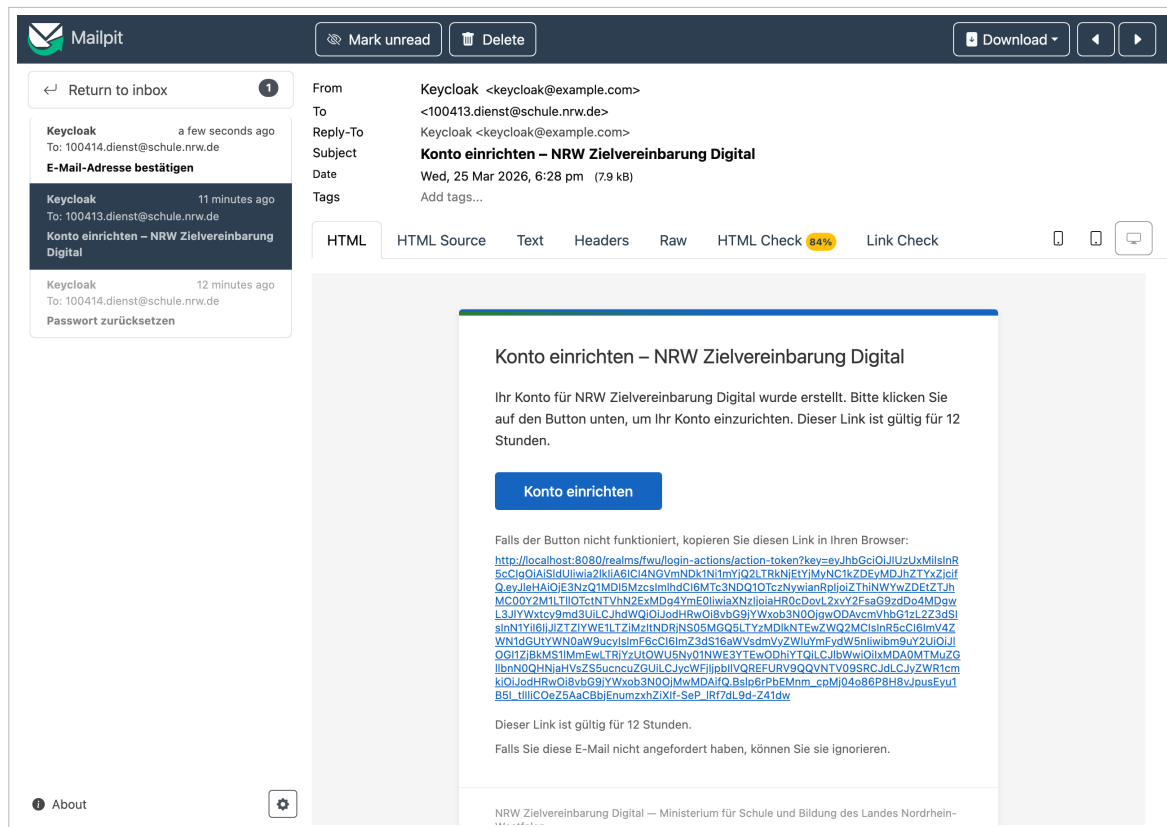 Mailpit
Mark unread
Delete
Download
Return to inbox
1
Keycloak
a few seconds ago
To: 100414.dienst@schule.nrw.de
E-Mail-Adresse bestätigen
Keycloak
11 minutes ago
To: 100413.dienst@schule.nrw.de
Konto einrichten – NRW Zielvereinbarung
Digital
Keycloak
12 minutes ago
To: 100414.dienst@schule.nrw.de
Passwort zurücksetzen
About
From Keycloak <keycloak@example.com>
To <100413.dienst@schule.nrw.de>
Reply-To Keycloak <keycloak@example.com>
Subject Konto einrichten – NRW Zielvereinbarung Digital
Date Wed, 25 Mar 2026, 6:28 pm (7.9 kB)
Tags Add tags...
HTML HTML Source Text Headers Raw HTML Check 84% Link Check
Konto einrichten – NRW Zielvereinbarung Digital
Ihr Konto für NRW Zielvereinbarung Digital wurde erstellt. Bitte klicken Sie
auf den Button unten, um Ihr Konto einzurichten. Dieser Link ist gültig für 12
Stunden.
Konto einrichten
Falls der Button nicht funktioniert, kopieren Sie diesen Link in Ihren Browser:
http://localhost:8080/realms/fwu/login-actions/action-token?key=
Dieser Link ist gültig für 12 Stunden.
Falls Sie diese E-Mail nicht angefordert haben, können Sie sie ignorieren.
NRW Zielvereinbarung Digital — Ministerium für Schule und Bildung des Landes Nordrhein-